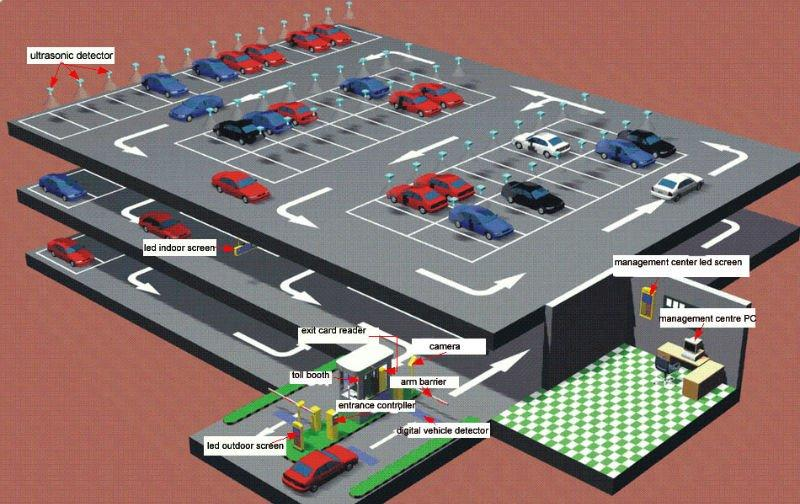 ultrasonic detector
led indoor screen
management center led screen
management centre PC
exit card reader
camera
toll booth
arm barrier
entrance controller
digital vehicle detector
led outdoor screen